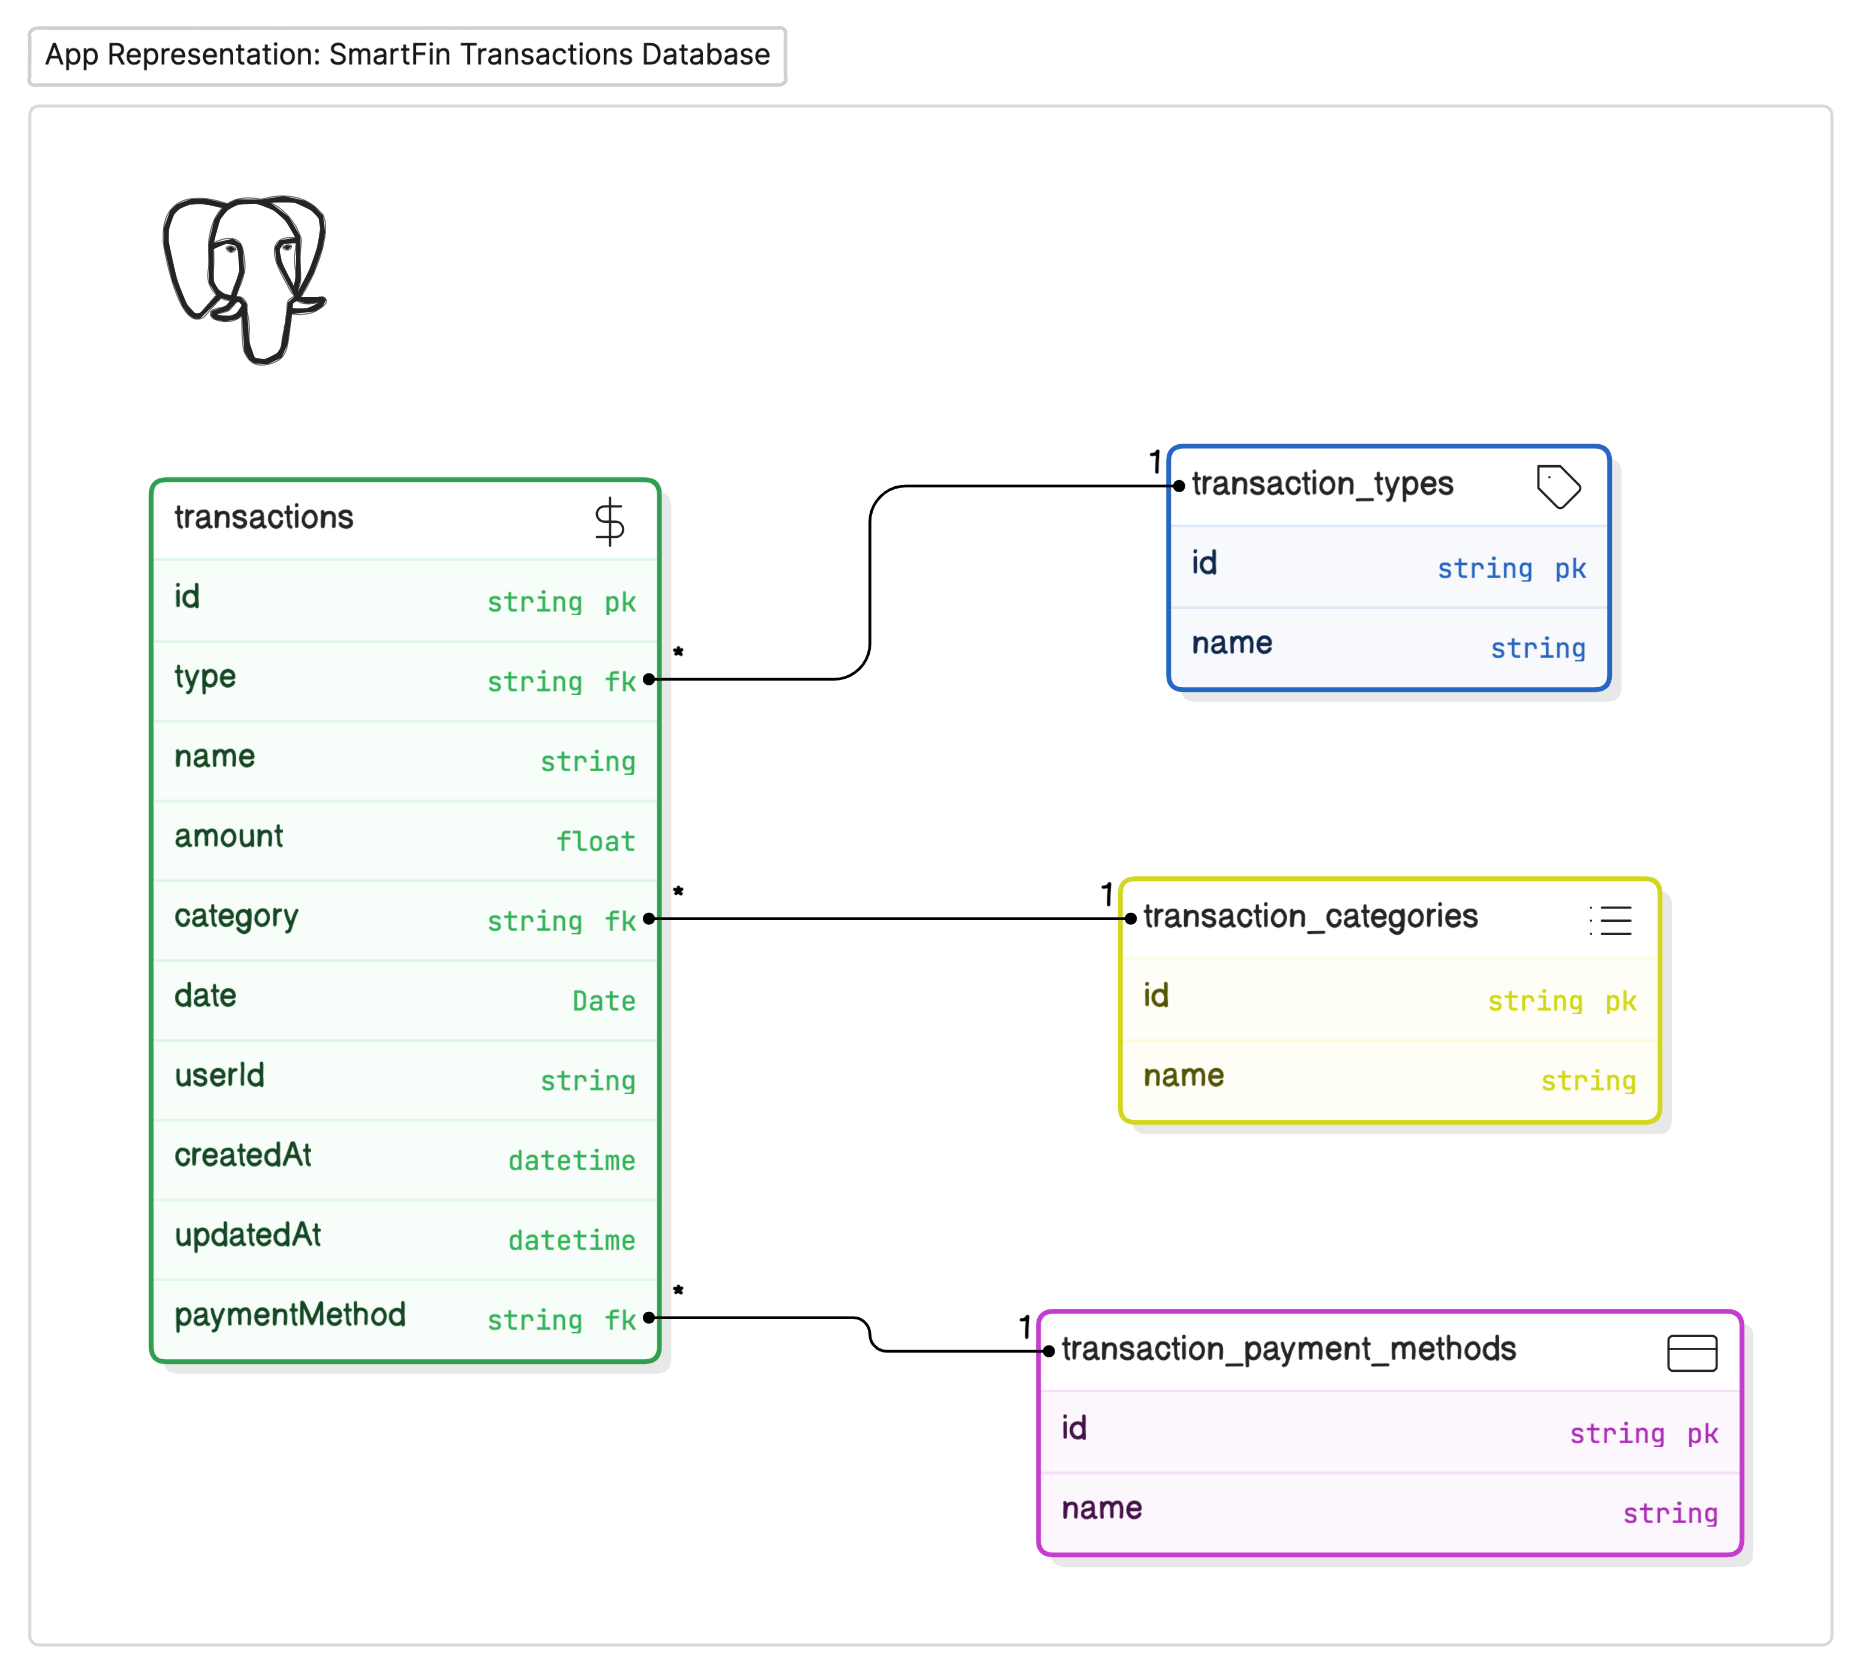 App Representation: SmartFin Transactions Database
transactions
id string pk
type string fk
name string
amount float
category string fk
date Date
userId string
createdAt datetime
updatedAt datetime
paymentMethod string fk
* 1
transaction_types
id string pk
name string
* 1
transaction_categories
id string pk
name string
* 1
transaction_payment_methods
id string pk
name string